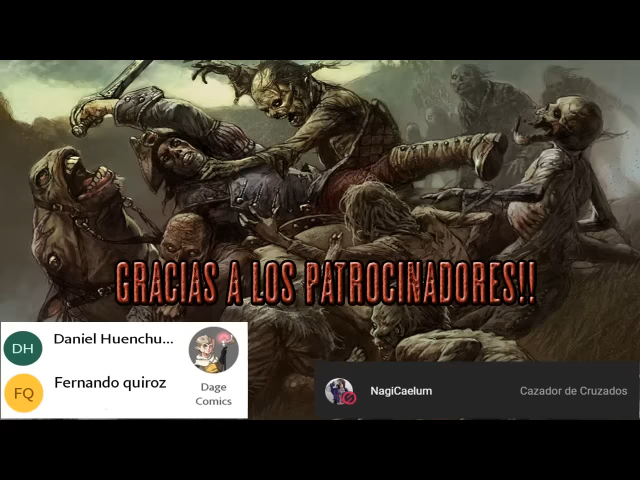 GRACIAS A LOS PATROCINADORES!!
DH
Daniel Huenchu...
FQ
Fernando quiroz
Dage
Comics
NagiCaelum
Cazador de Cruzados